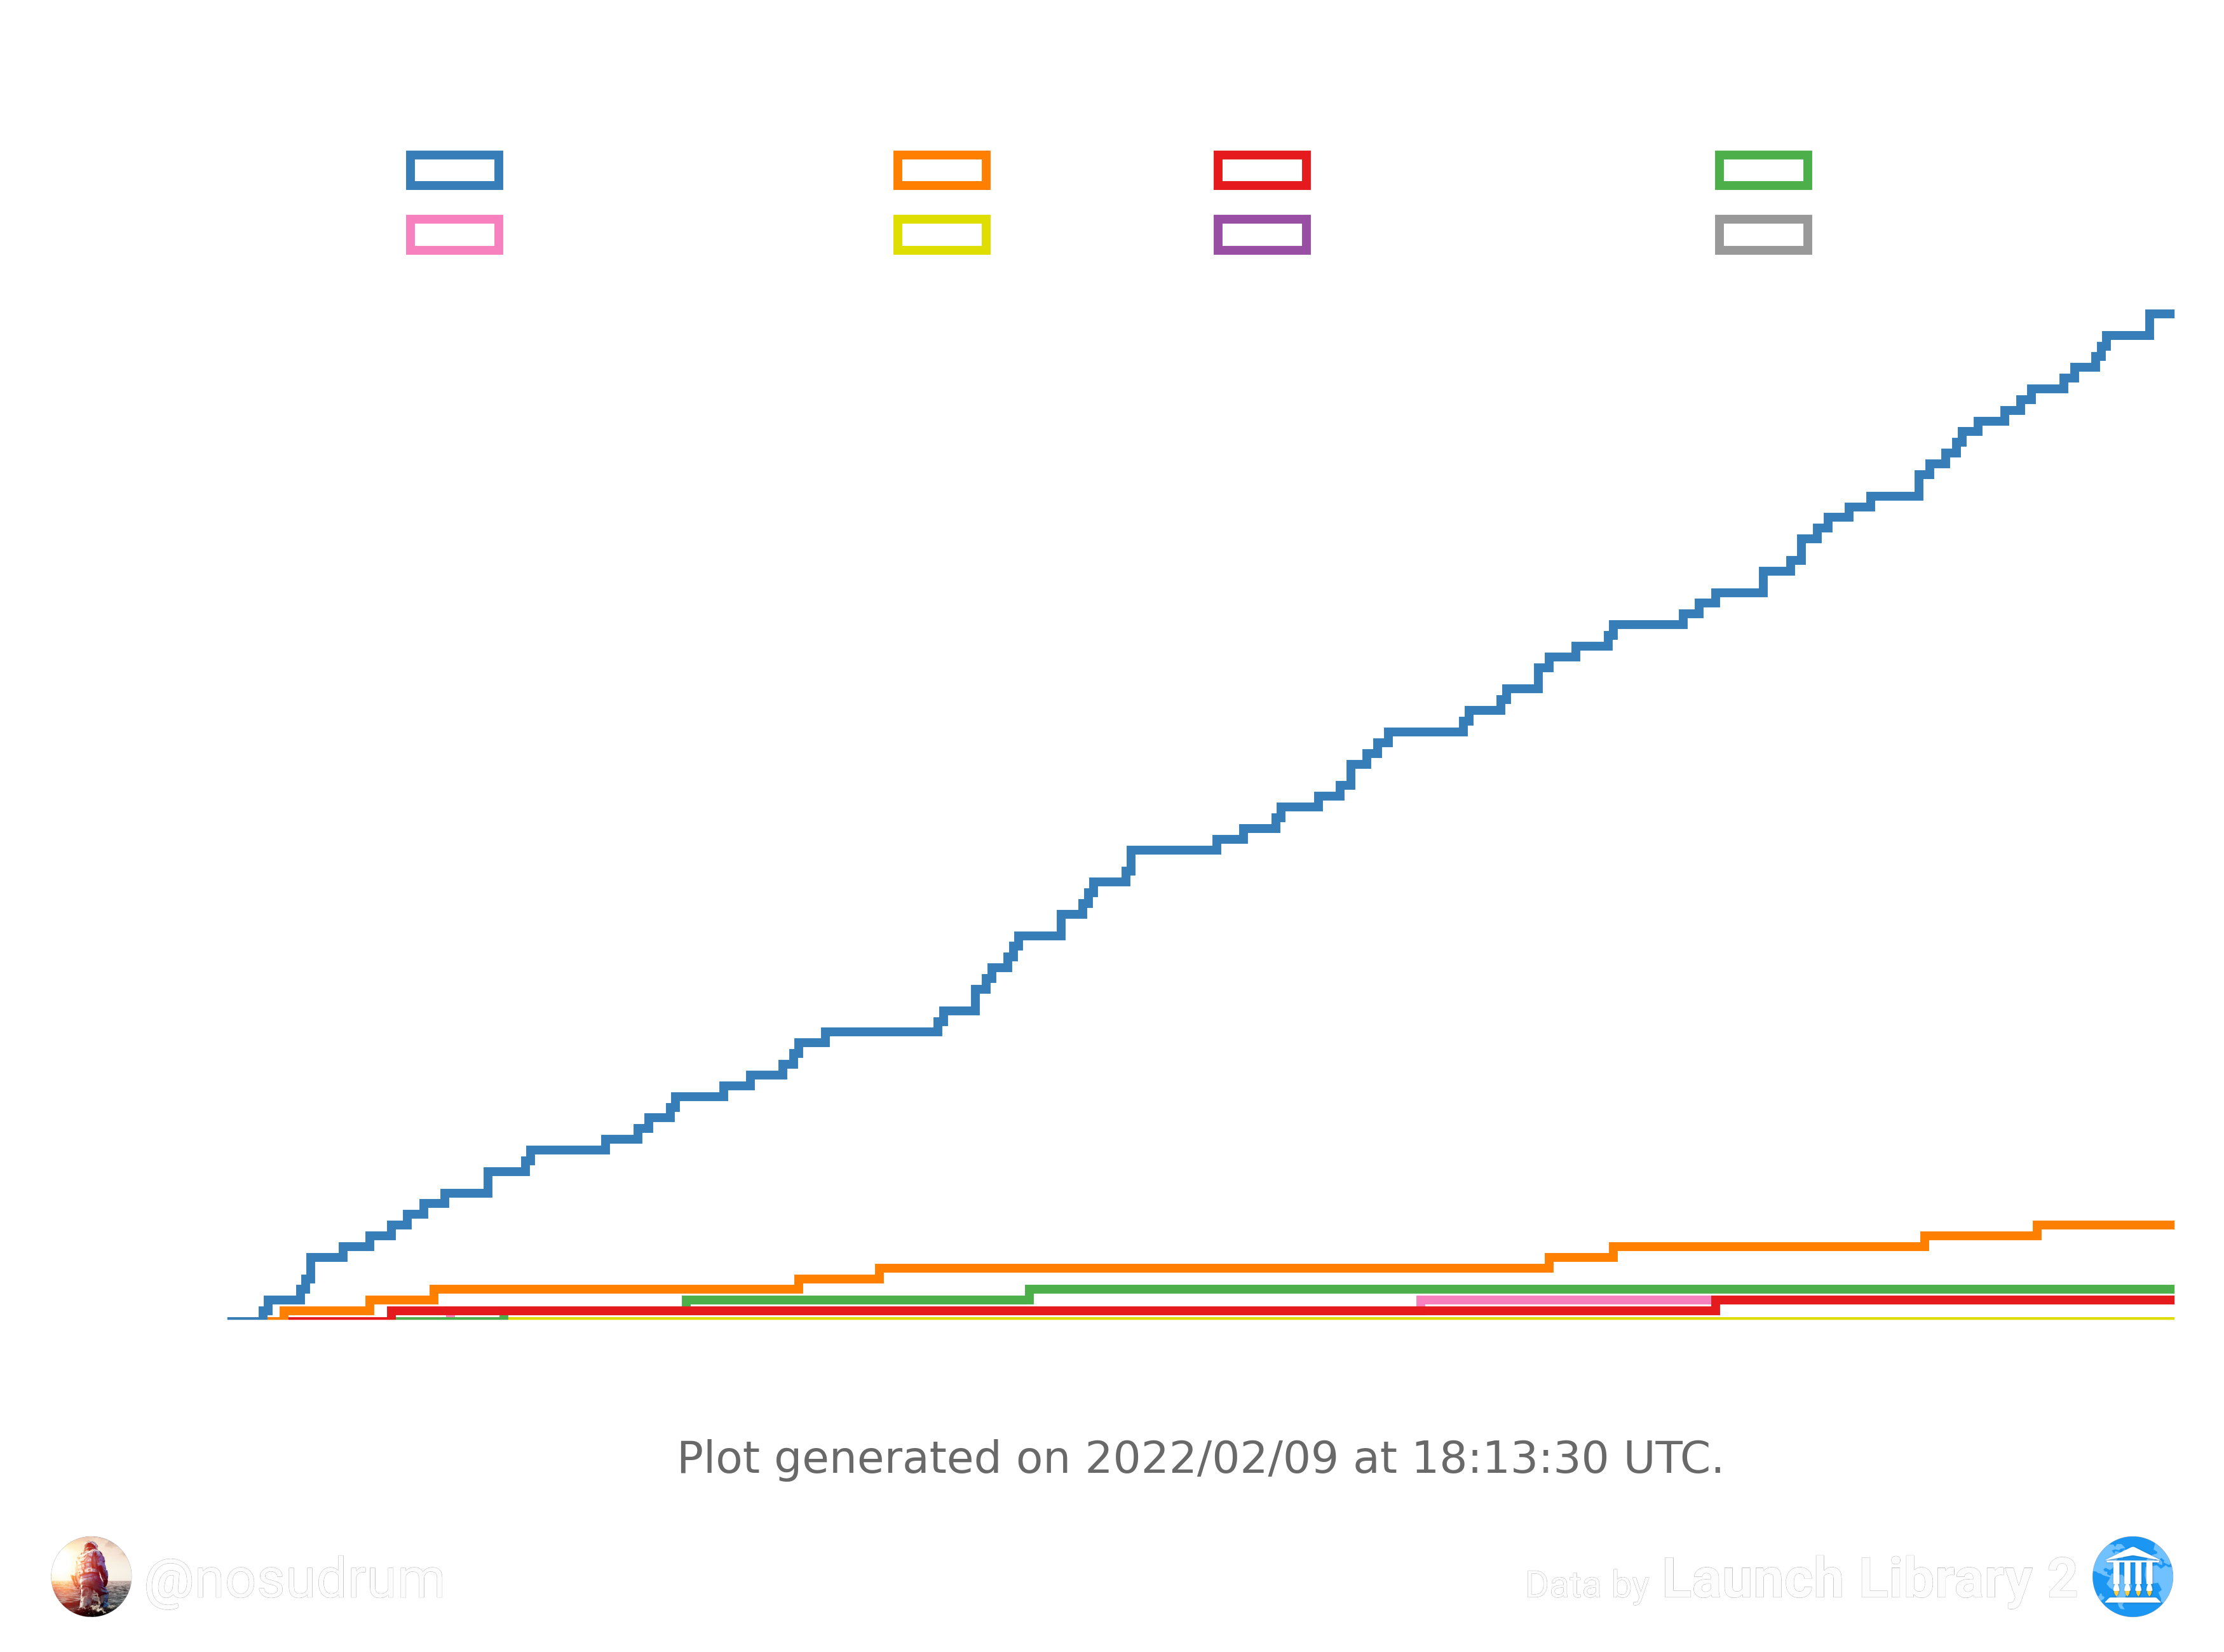 Plot generated on 2022/02/09 at 18:13:30 UTC.
@nosudrum
Data by Launch Library 2